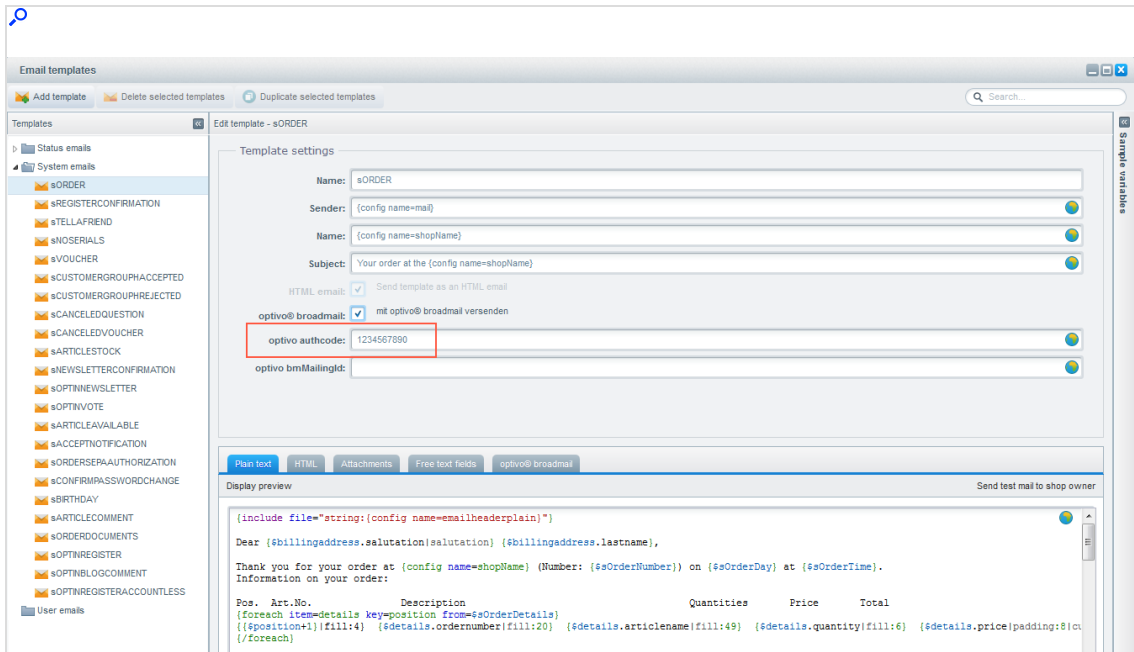 Email templates
Add template Delete selected templates Duplicate selected templates Search...
Templates Edit template - sORDER
Sample variables
Status emails
System emails
sORDER
sREGISTERCONFIRMATION
sTELLAFRIEND
sNOSERIALS
sVOUCHER
sCUSTOMERGROUPHACCEPTED
sCUSTOMERGROUPHREJECTED
sCANCELEDQUESTION
sCANCELEDVOUCHER
sARTICLESTOCK
sNEWSLETTERCONFIRMATION
sOPTINNEWSLETTER
sOPTINVOTE
sARTICLEAVAILABLE
sACCEPTNOTIFICATION
sORDERSEPAAUTHORIZATION
sCONFIRMPASSWORDCHANGE
sBIRTHDAY
sARTICLECOMMENT
sORDERDOCUMENTS
sOPTINREGISTER
sOPTINBLOGCOMMENT
sOPTINREGISTERACCOUNTLESS
User emails
Template settings
Name: sORDER
Sender: {config name=mail}
Name: {config name=shopName}
Subject: Your order at the {config name=shopName}
HTML email: Send template as an HTML email
optivo® broadmail: mit optivo® broadmail versenden
optivo authcode: 1234567890
optivo bmMailingId:
Plain text HTML Attachments Free text fields optivo® broadmail
Display preview Send test mail to shop owner
{include file="string:{config name=emailheaderplain}"}
Dear {$billingaddress.salutation|salutation} {$billingaddress.lastname},
Thank you for your order at {config name=shopName} (Number: {$sOrderNumber}) on {$sOrderDay} at {$sOrderTime}.
Information on your order:
Pos. Art.No. Description Quantities Price Total
{foreach item=details key=position from=$sOrderDetails}
{{$position+1}|fill:4} {$details.ordernumber|fill:20} {$details.articlename|fill:49} {$details.quantity|fill:6} {$details.price|padding:8|cu
{/foreach}